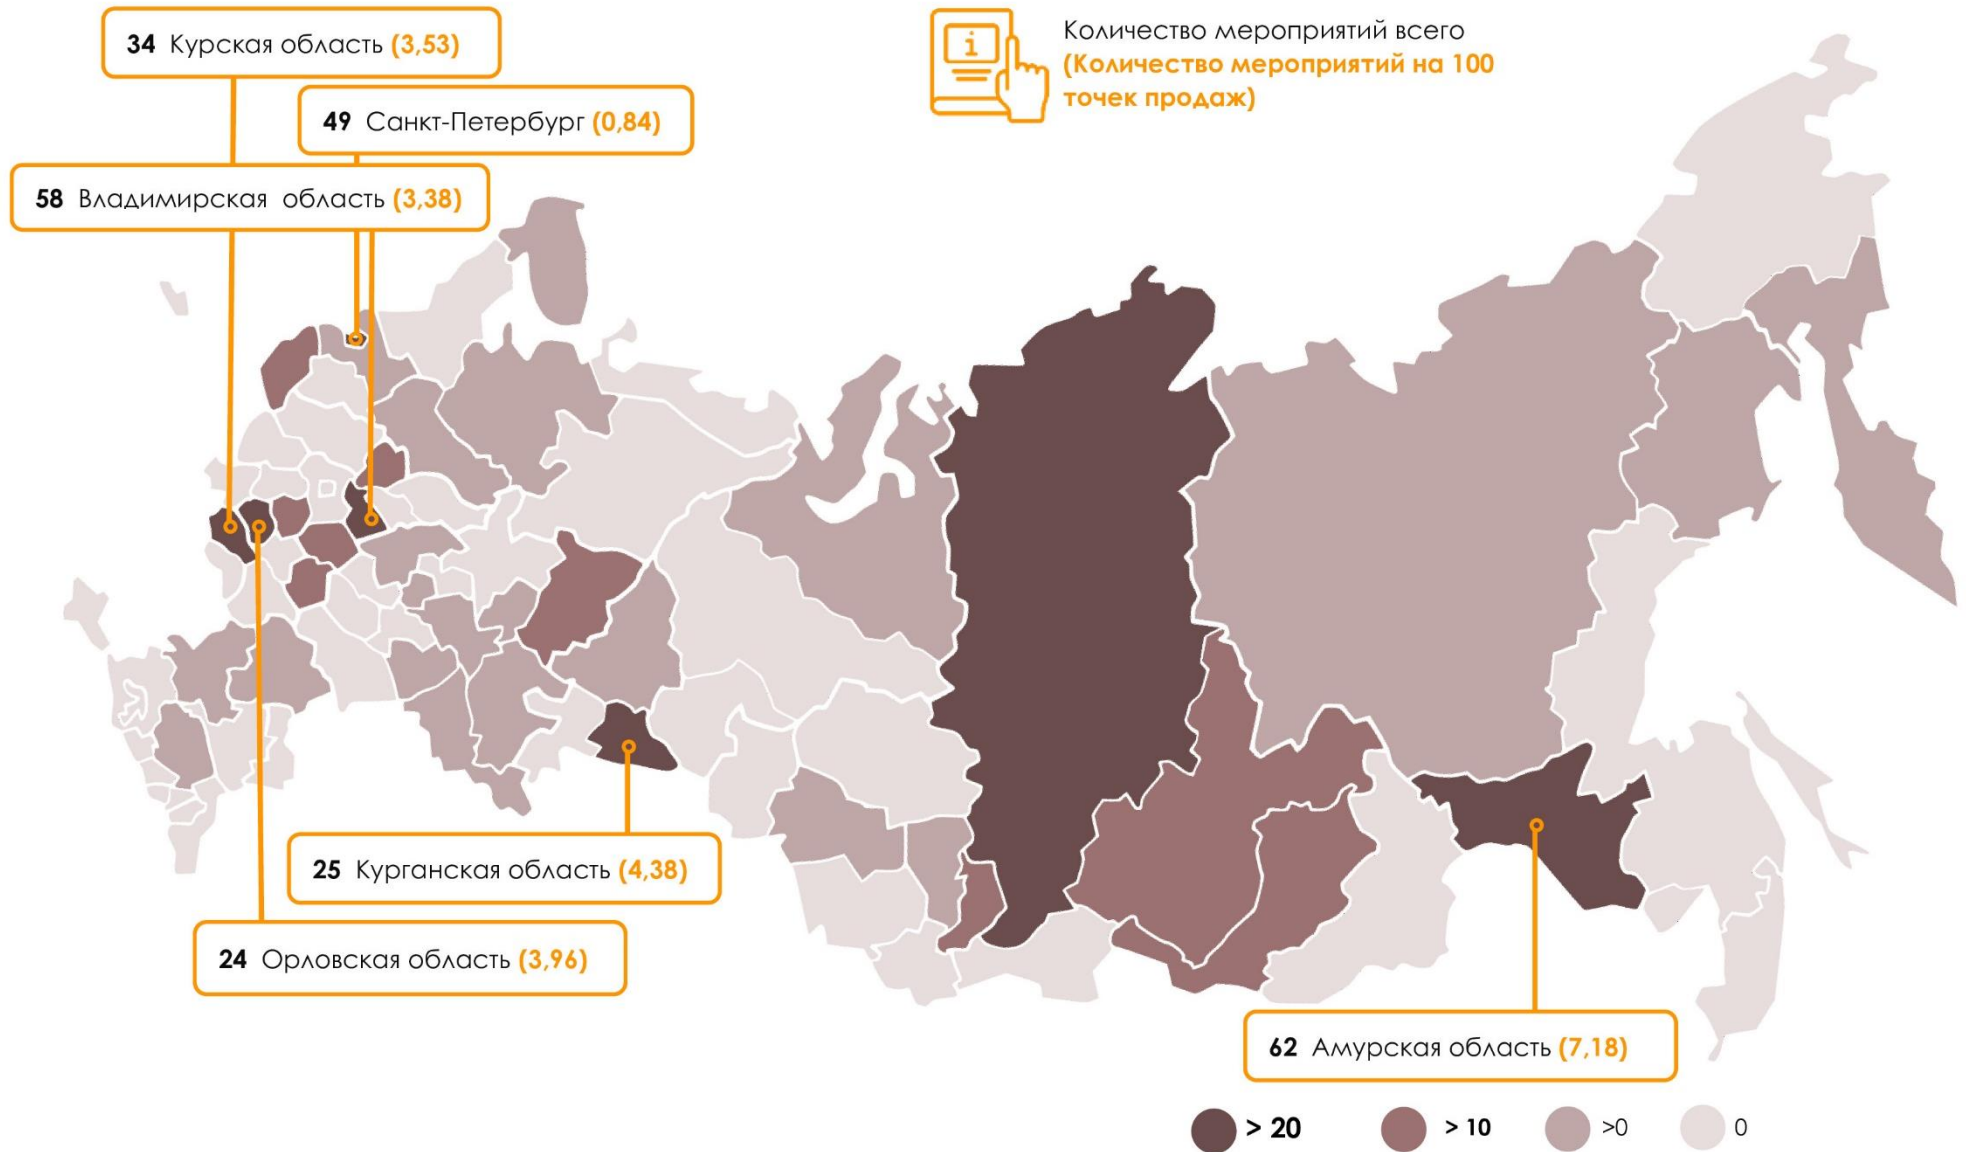 34 Курская область (3,53)
49 Санкт-Петербург (0,84)
58 Владимирская область (3,38)
i
Количество мероприятий всего
(Количество мероприятий на 100
точек продаж)
25 Курганская область (4,38)
24 Орловская область (3,96)
62 Амурская область (7,18)
> 20
> 10
>0
0